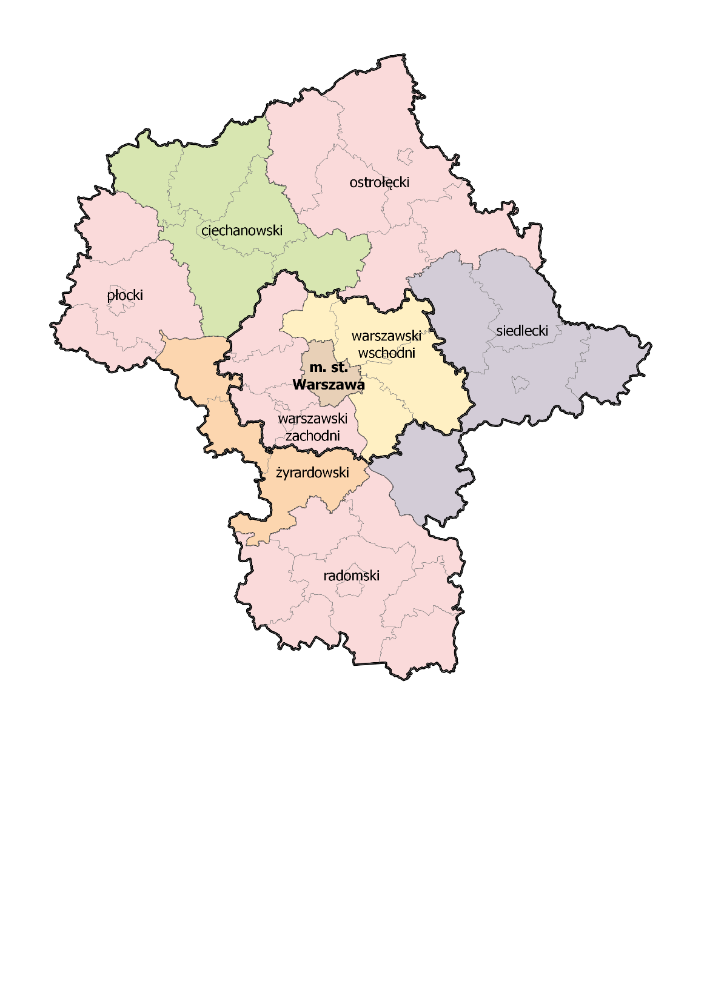 ostrołęcki
ciechanowski
płocki
siedlecki
warszawski
wschodni
m. st.
Warszawa
warszawski
zachodni
żyrardowski
radomski